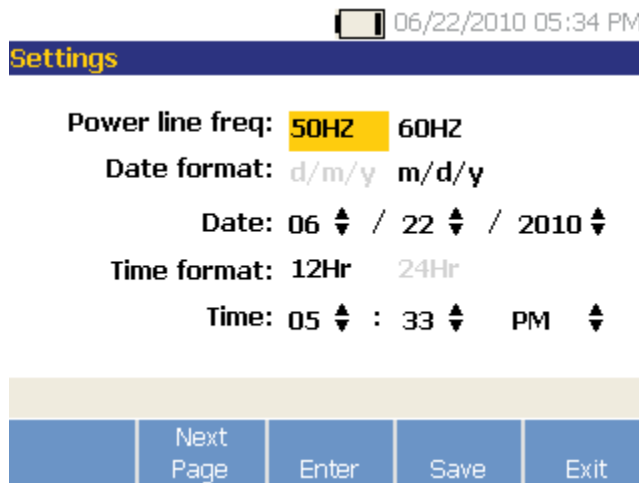 06/22/2010 05:34 PM
Settings
Power line freq: 50HZ 60HZ
Date format: d/m/y m/d/y
Date: 06 / 22 / 2010
Time format: 12Hr 24Hr
Time: 05 : 33 PM
Next Page Enter Save Exit